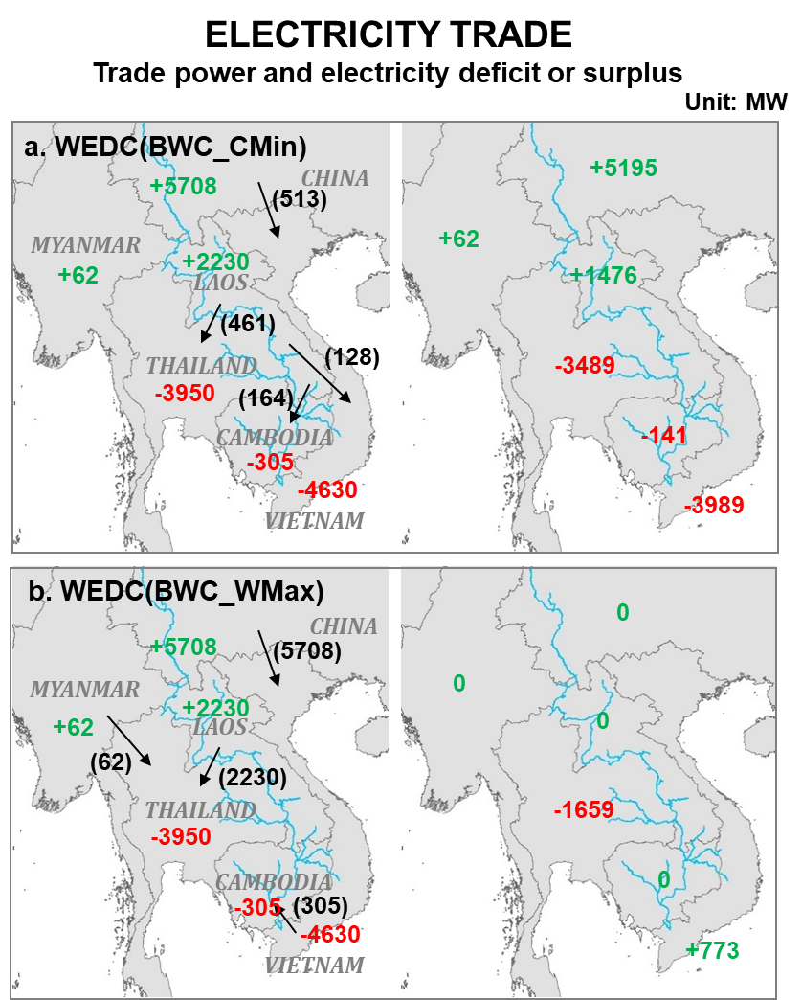 ELECTRICITY TRADE
Trade power and electricity deficit or surplus
Unit: MW
a. WEDC(BWC_CMin)
+5708
CHINA
(513)
MYANMAR
+62
+2230
LAOS
(461)
(128)
THAILAND
-3950
(164)
CAMBODIA
-305
-4630
VIETNAM
+5195
+62
+1476
-3489
-141
-3989
b. WEDC(BWC_WMax)
CHINA
+5708
(5708)
MYANMAR
+62
+2230
LAOS
(62)
(2230)
THAILAND
-3950
CAMBODIA
-305
(305)
-4630
VIETNAM
0
0
0
-1659
0
+773